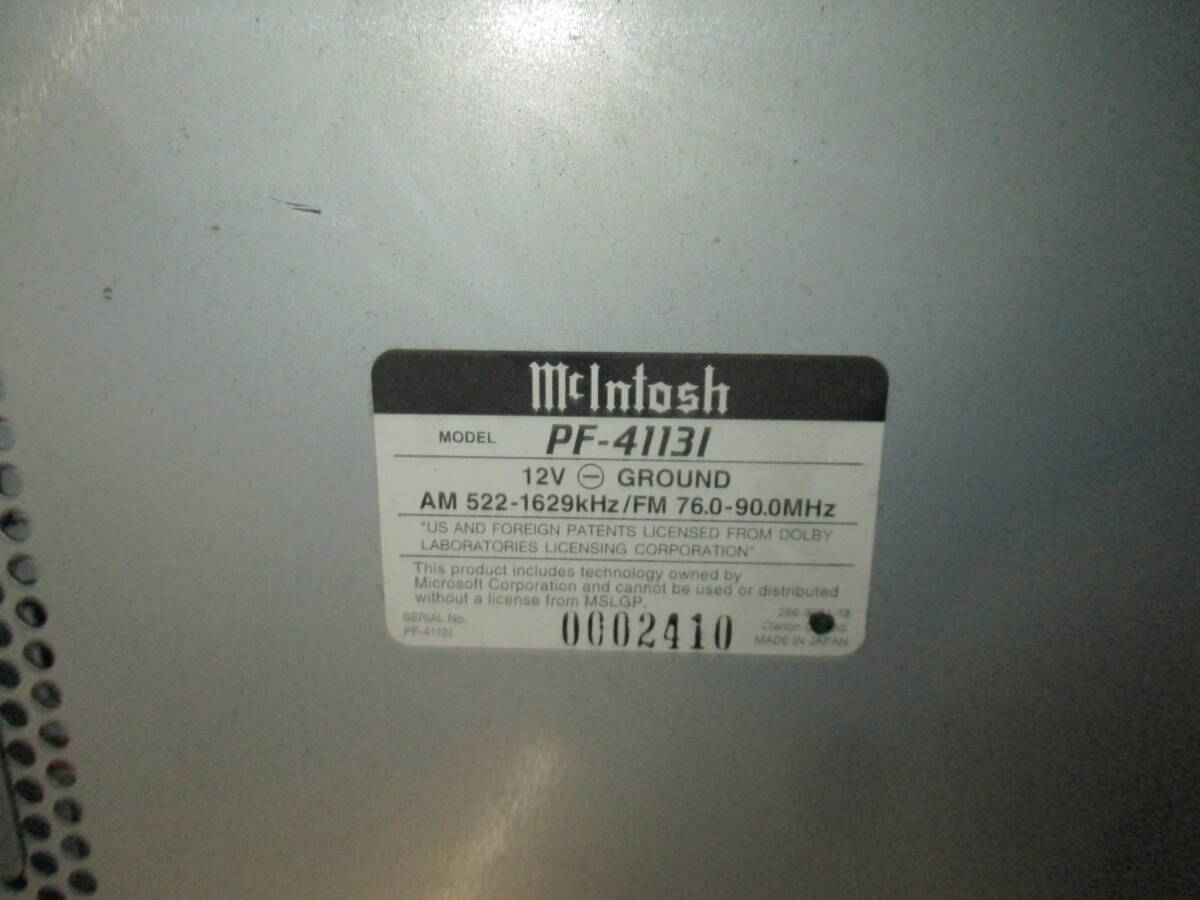 McIntosh
MODEL PF-4113I
12V ⊖ GROUND
AM 522-1629kHz/FM 76.0-90.0MHz
"US AND FOREIGN PATENTS LICENSED FROM DOLBY
LABORATORIES LICENSING CORPORATION"
This product includes technology owned by
Microsoft Corporation and cannot be used or distributed
without a license from MSLGP.
SERIAL No.
PF-4113I
0002410
Clarion
MADE IN JAPAN